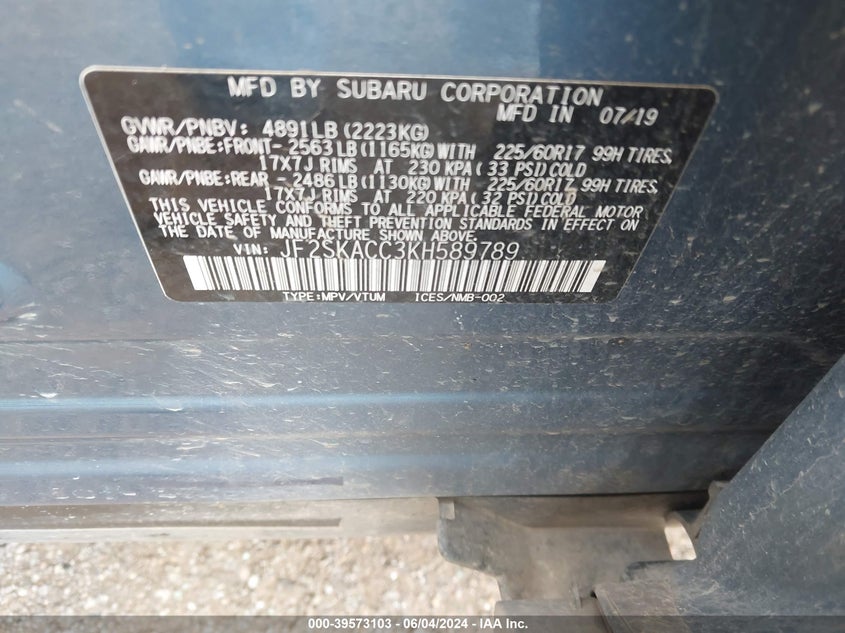 MFD BY SUBARU CORPORATION
MFD IN 07/19
GVWR/PNBV: 4891LB(2223KG)
GAWR/PNBE:FRONT-2563LB(1165KG)WITH 225/60R17 99H TIRES,
17X7J RIMS AT 230 KPA(33 PSI)COLD
GAWR/PNBE:REAR -2486LB(1130KG)WITH 225/60R17 99H TIRES,
17X7J RIMS AT 220 KPA(32 PSI)COLD
THIS VEHICLE CONFORMS TO ALL APPLICABLE FEDERAL MOTOR
VEHICLE SAFETY AND THEFT PREVENTION STANDARDS IN EFFECT ON
THE DATE OF MANUFACTURE SHOWN ABOVE.
VIN: JF2SKACC3KH589789
TYPE:MPV/VTUM ICES/NMB-002
000-39573103 - 06/04/2024 - IAA Inc.